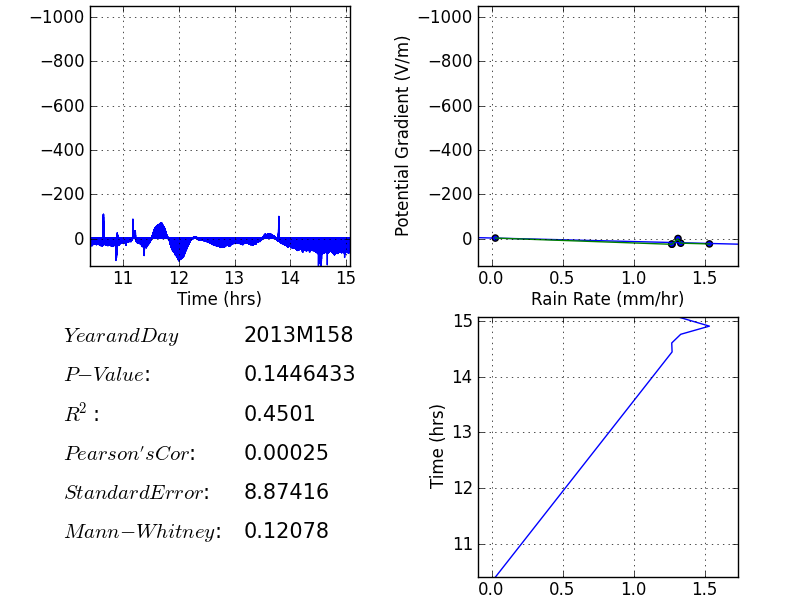 −1000
−800
−600
−400
−200
0
11 12 13 14 15
Time (hrs)
Potential Gradient (V/m)
−1000
−800
−600
−400
−200
0
0.0 0.5 1.0 1.5
Rain Rate (mm/hr)
YearandDay 2013M158
P−Value: 0.1446433
R²: 0.4501
Pearson'sCor: 0.00025
StandardError: 8.87416
Mann−Whitney: 0.12078
Time (hrs)
15
14
13
12
11
0.0 0.5 1.0 1.5